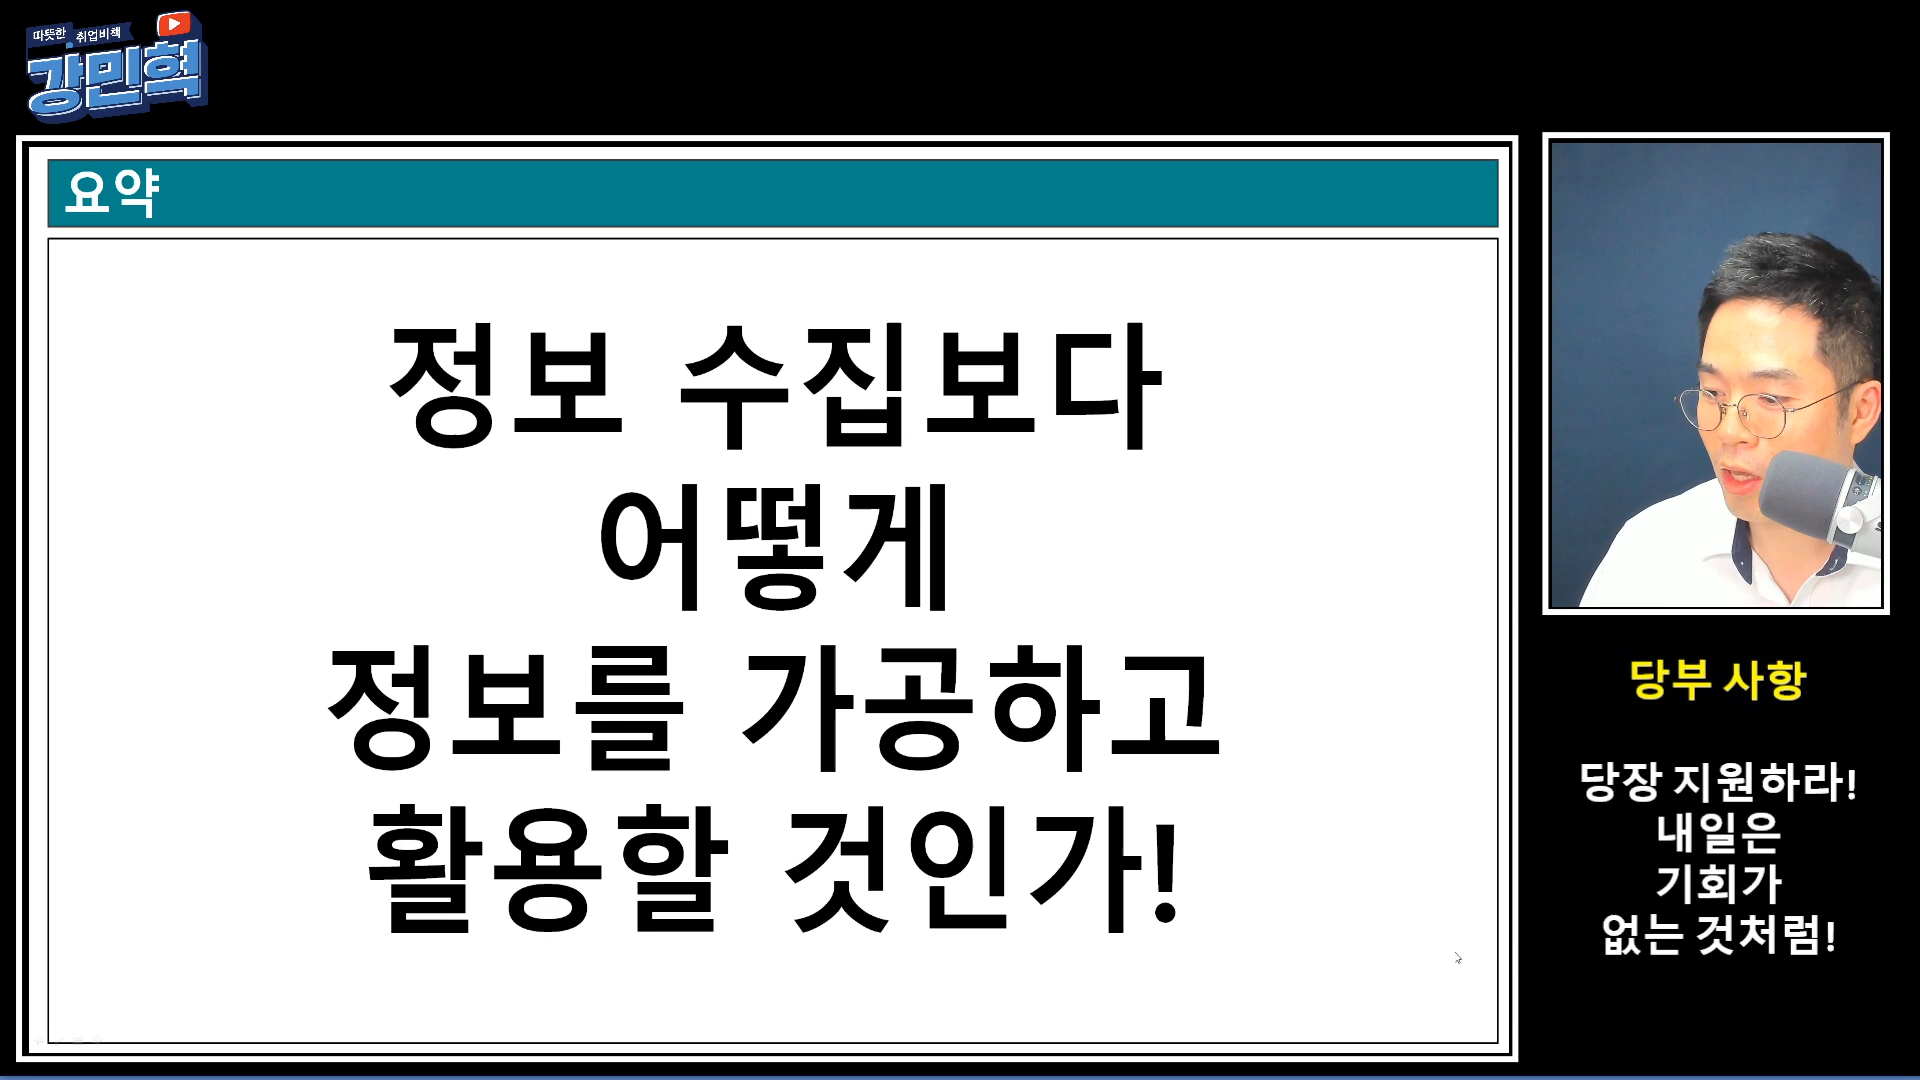 따뜻한 취업비책
강민혁
요약
정보 수집보다
어떻게
정보를 가공하고
활용할 것인가!
당부 사항
당장 지원하라!
내일은
기회가
없는 것처럼!